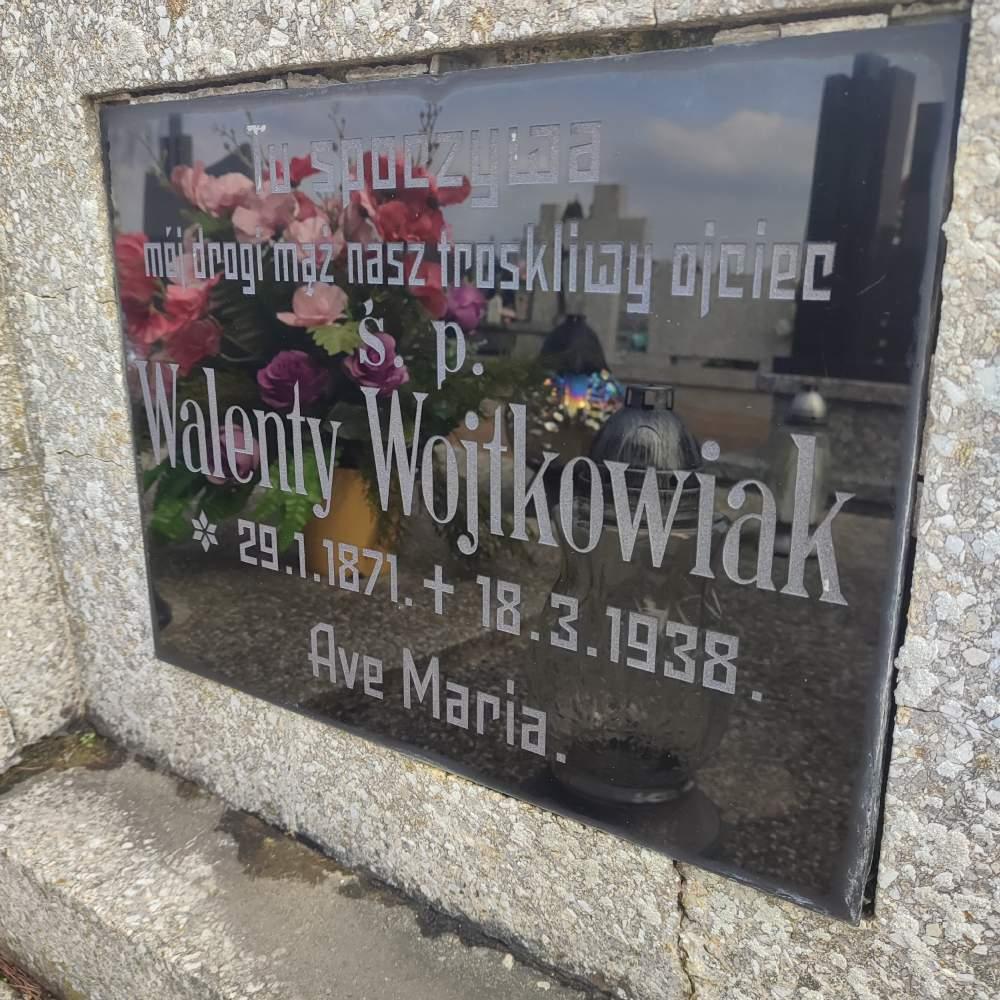 Tu spoczywa
mój drogi mąż nasz troskliwy ojciec
ś. p.
Walenty Wojtkowiak
* 29.1.1871. + 18.3.1938.
Ave Maria.